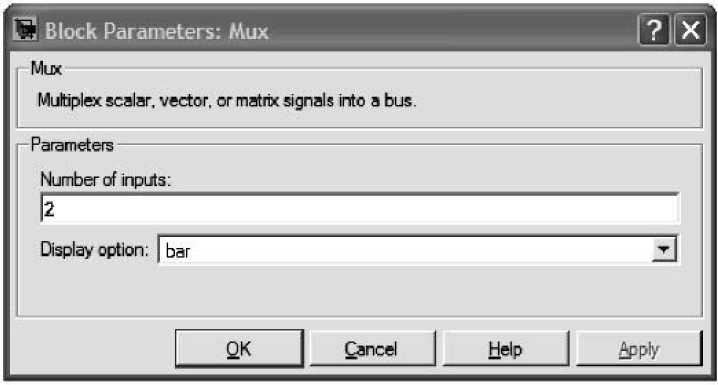 Block Parameters: Mux
Mux
Multiplex scalar, vector, or matrix signals into a bus.
Parameters
Number of inputs:
2
Display option: bar
OK Cancel Help Apply